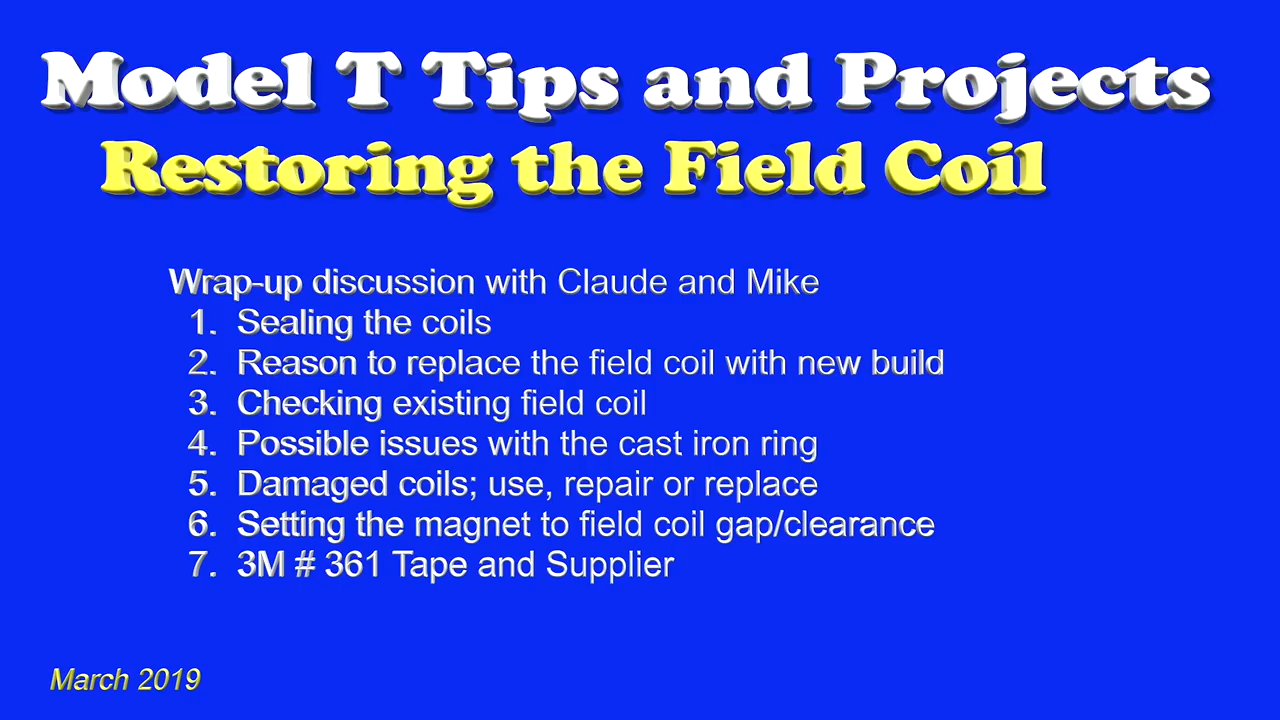 Model T Tips and Projects
Restoring the Field Coil
Wrap-up discussion with Claude and Mike
1. Sealing the coils
2. Reason to replace the field coil with new build
3. Checking existing field coil
4. Possible issues with the cast iron ring
5. Damaged coils; use, repair or replace
6. Setting the magnet to field coil gap/clearance
7. 3M # 361 Tape and Supplier
March 2019